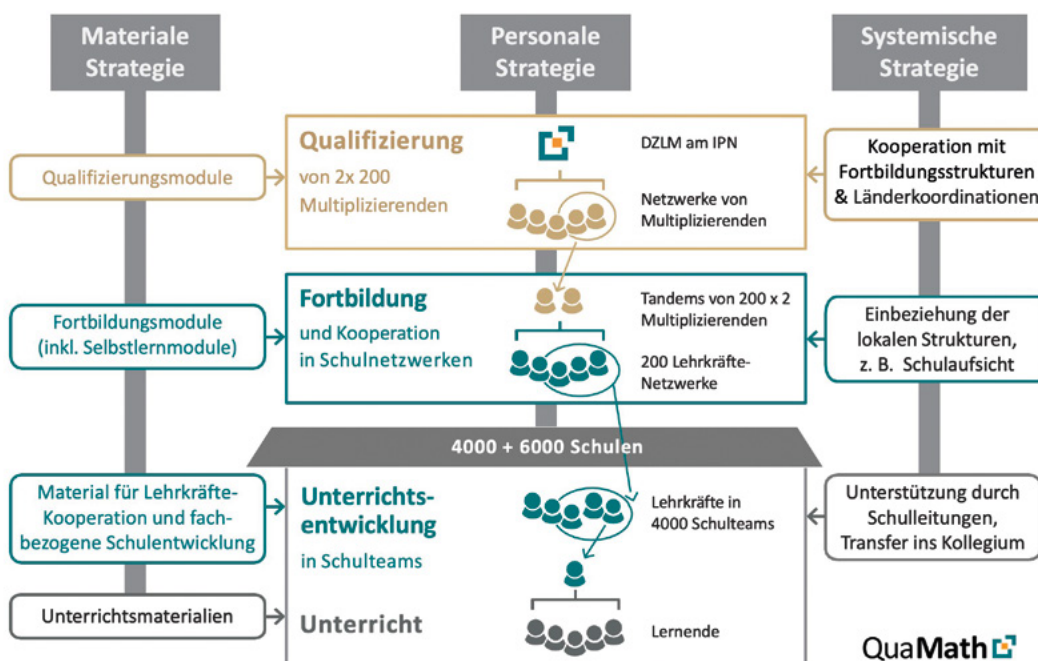 Materiale
Strategie
Personale
Strategie
Systemische
Strategie
Qualifizierungsmodule
Qualifizierung
von 2x 200
Multiplizierenden
DZLM am IPN
Netzwerke von
Multiplizierenden
Kooperation mit
Fortbildungsstrukturen
& Länderkoordinationen
Fortbildungsmodule
(inkl. Selbstlernmodule)
Fortbildung
und Kooperation
in Schulnetzwerken
Tandems von 200 x 2
Multiplizierenden
200 Lehrkräfte-
Netzwerke
Einbeziehung der
lokalen Strukturen,
z. B. Schulaufsicht
4000 + 6000 Schulen
Material für Lehrkräfte-
Kooperation und fach-
bezogene Schulentwicklung
Unterrichts-
entwicklung
in Schulteams
Lehrkräfte in
4000 Schulteams
Unterstützung durch
Schulleitungen,
Transfer ins Kollegium
Unterrichtsmaterialien
Unterricht
Lernende
QuaMath